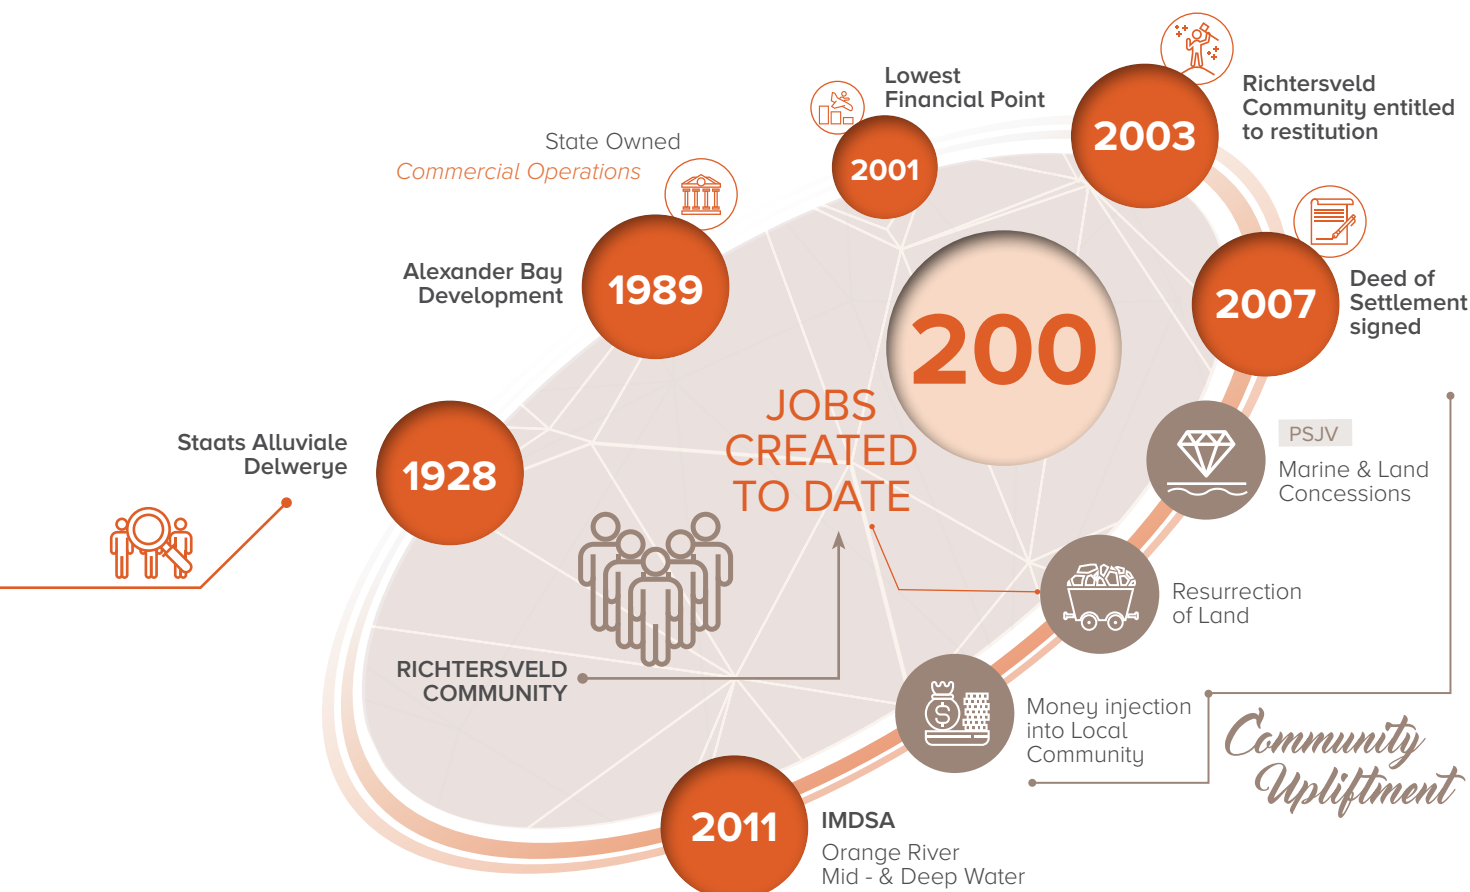 Lowest
Financial Point
2001
Richtersveld
Community entitled
to restitution
2003
State Owned
Commercial Operations
Alexander Bay
Development
1989
Deed of
Settlement
signed
2007
200
JOBS
CREATED
TO DATE
Staats Alluviale
Delwerye
1928
PSJV
Marine & Land
Concessions
Resurrection
of Land
RICHTERSVELD
COMMUNITY
Money injection
into Local
Community
Community
Upliftment
2011
IMDSA
Orange River
Mid - & Deep Water